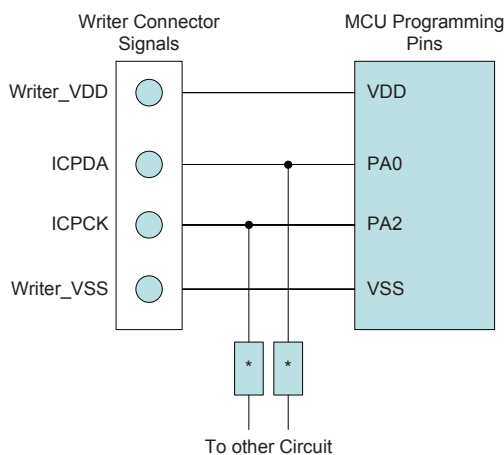 Writer Connector
Signals
MCU Programming
Pins
Writer_VDD
VDD
ICPDA
PA0
ICPCK
PA2
Writer_VSS
VSS
*
*
To other Circuit